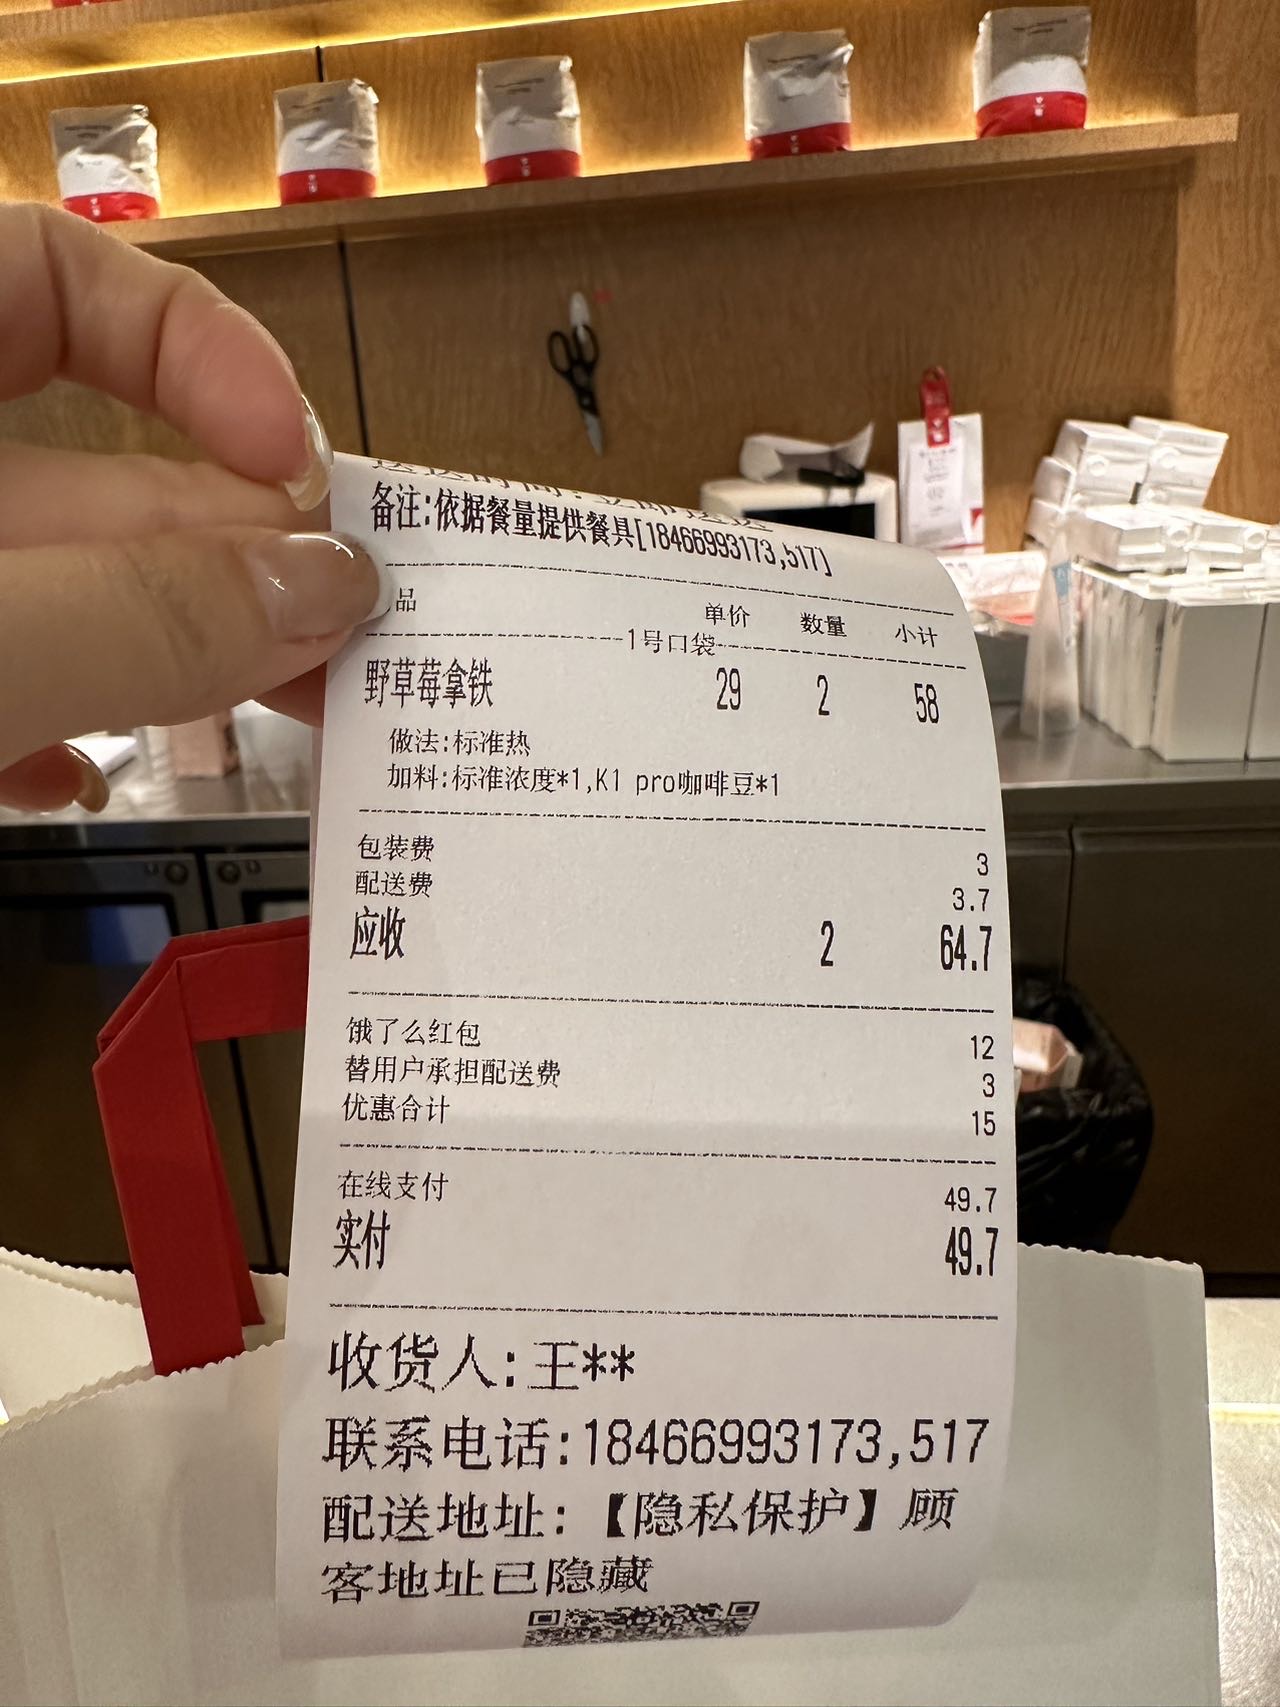 备注:依据餐量提供餐具[18466993173,517]
品 单价 数量 小计
1号口袋
野草莓拿铁 29 2 58
做法:标准热
加料:标准浓度*1,K1 pro咖啡豆*1
包装费 3
配送费 3.7
应收 2 64.7
饿了么红包 12
替用户承担配送费 3
优惠合计 15
在线支付 49.7
实付 49.7
收货人:王**
联系电话:18466993173,517
配送地址:【隐私保护】顾
客地址已隐藏